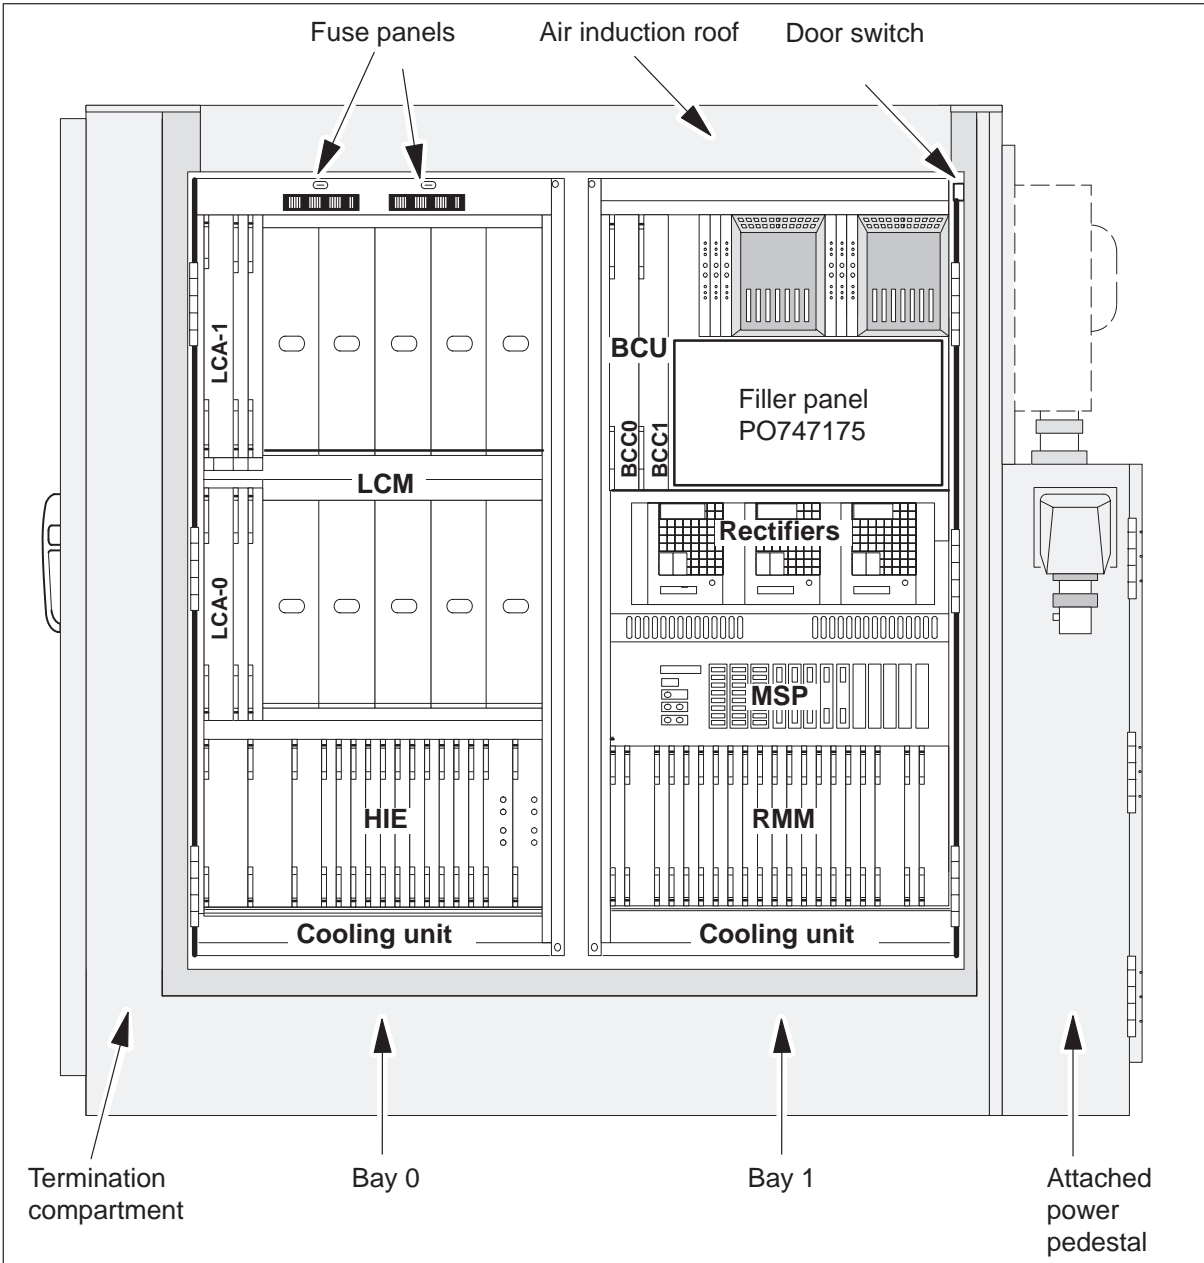 Fuse panels
Air induction roof
Door switch
LCA-1
LCM
LCA-0
HIE
Cooling unit
BCU
BCC0
BCC1
Filler panel
PO747175
Rectifiers
MSP
RMM
Cooling unit
Termination
compartment
Bay 0
Bay 1
Attached
power
pedestal